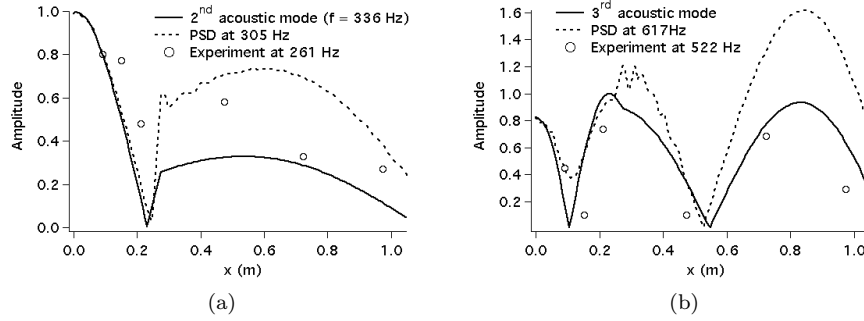 2nd acoustic mode (f = 336 Hz)
PSD at 305 Hz
Experiment at 261 Hz
Amplitude
1.0
0.8
0.6
0.4
0.2
0.0
0.0 0.2 0.4 0.6 0.8 1.0
x (m)
(a)
3rd acoustic mode
PSD at 617Hz
Experiment at 522 Hz
Amplitude
1.6
1.4
1.2
1.0
0.8
0.6
0.4
0.2
0.0 0.2 0.4 0.6 0.8 1.0
x (m)
(b)